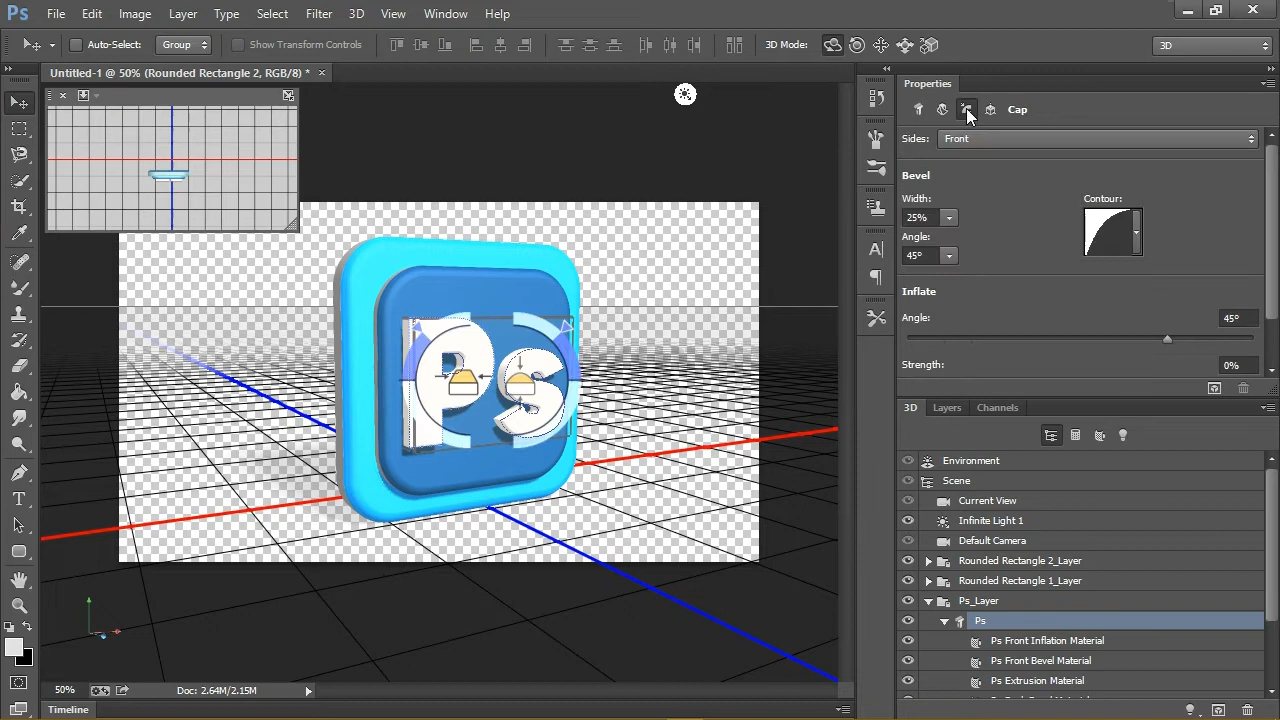 Ps File Edit Image Layer Type Select Filter 3D View Window Help
Auto-Select: Group Show Transform Controls 3D Mode: 3D
Untitled-1 @ 50% (Rounded Rectangle 2, RGB/8) *
Properties
Cap
Sides: Front
Bevel
Width: Contour:
25%
Angle:
45°
Inflate
Angle: 45°
Strength: 0%
Ps
3D Layers Channels
Environment
Scene
Current View
Infinite Light 1
Default Camera
Rounded Rectangle 2_Layer
Rounded Rectangle 1_Layer
Ps_Layer
Ps
Ps Front Inflation Material
Ps Front Bevel Material
Ps Extrusion Material
50% Doc: 2.64M/2.15M
Timeline